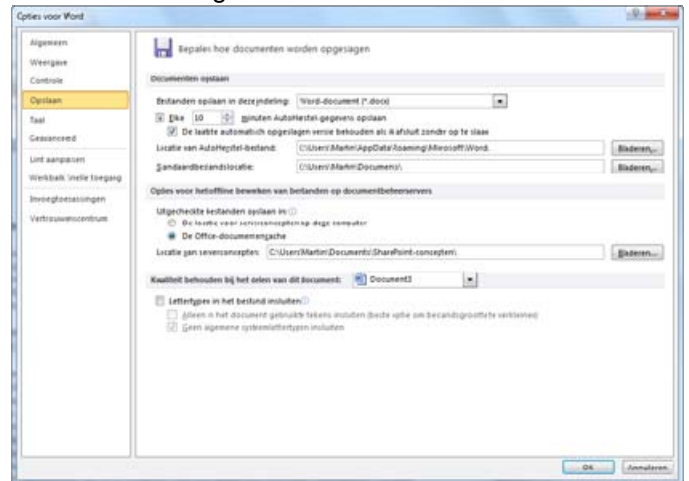 Opties voor Word
Algemeen
Weergave
Controle
Opslaan
Taal
Geavanceerd
Lint aanpassen
Werkbalk Snelle toegang
Invoegtoepassingen
Vertrouwenscentrum
Bepalen hoe documenten worden opgeslagen
Documenten opslaan
Bestanden opslaan in deze indeling: Word-document (*.docx)
Elke 10 minuten AutoHerstel-gegevens opslaan
De laatste automatisch opgeslagen versie behouden als ik afsluit zonder op te slaan
Locatie van AutoHerstel-bestand: C:\Users\Martin\AppData\Roaming\Microsoft\Word\ Bladeren...
Standaardbestandslocatie: C:\Users\Martin\Documents\ Bladeren...
Opties voor het offline bewerken van bestanden op documentbeheerservers
Uitgecheckte bestanden opslaan in:
De locatie voor serverconcepten op deze computer
De Office-documentencache
Locatie van serverconcepten: C:\Users\Martin\Documents\SharePoint-concepten\ Bladeren...
Kwaliteit behouden bij het delen van dit document: Document3
Lettertypen in het bestand insluiten
Alleen in het document gebruikte tekens insluiten (beste optie om bestandsgrootte te verkleinen)
Geen algemene systeemlettertypen insluiten
OK Annuleren